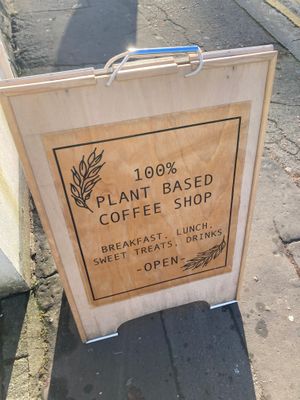 100%
PLANT BASED
COFFEE SHOP
BREAKFAST, LUNCH,
SWEET TREATS, DRINKS
-OPEN-